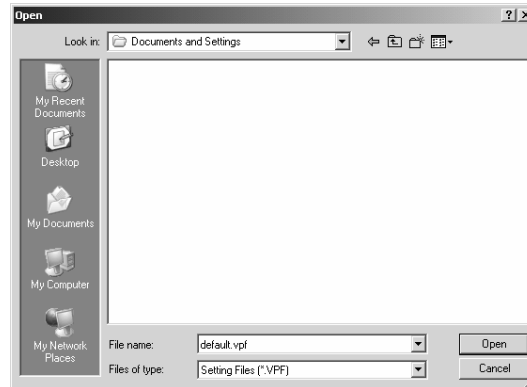 Open
Look in: Documents and Settings
My Recent
Documents
Desktop
My Documents
My Computer
My Network
Places
File name: default.vpf Open
Files of type: Setting Files (*.VPF) Cancel